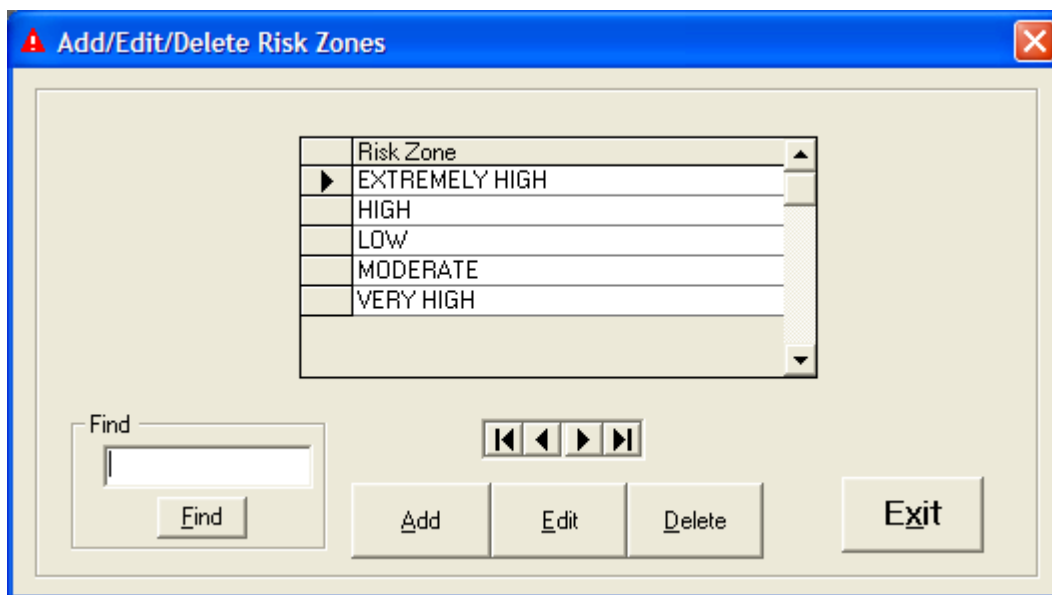 Add/Edit/Delete Risk Zones
Risk Zone
EXTREMELY HIGH
HIGH
LOW
MODERATE
VERY HIGH
Find
Find
Add
Edit
Delete
Exit